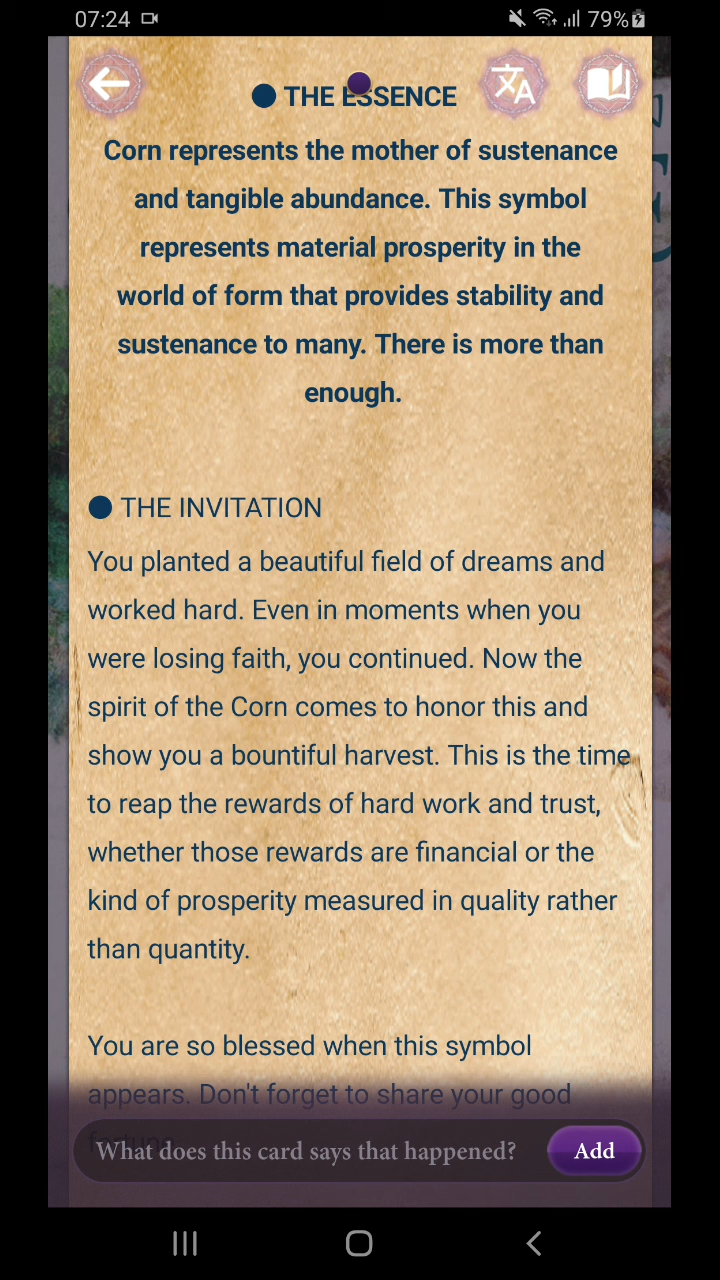 07:24
79%
● THE ESSENCE
Corn represents the mother of sustenance
and tangible abundance. This symbol
represents material prosperity in the
world of form that provides stability and
sustenance to many. There is more than
enough.
● THE INVITATION
You planted a beautiful field of dreams and
worked hard. Even in moments when you
were losing faith, you continued. Now the
spirit of the Corn comes to honor this and
show you a bountiful harvest. This is the time
to reap the rewards of hard work and trust,
whether those rewards are financial or the
kind of prosperity measured in quality rather
than quantity.
You are so blessed when this symbol
appears. Don't forget to share your good
What does this card says that happened?
Add